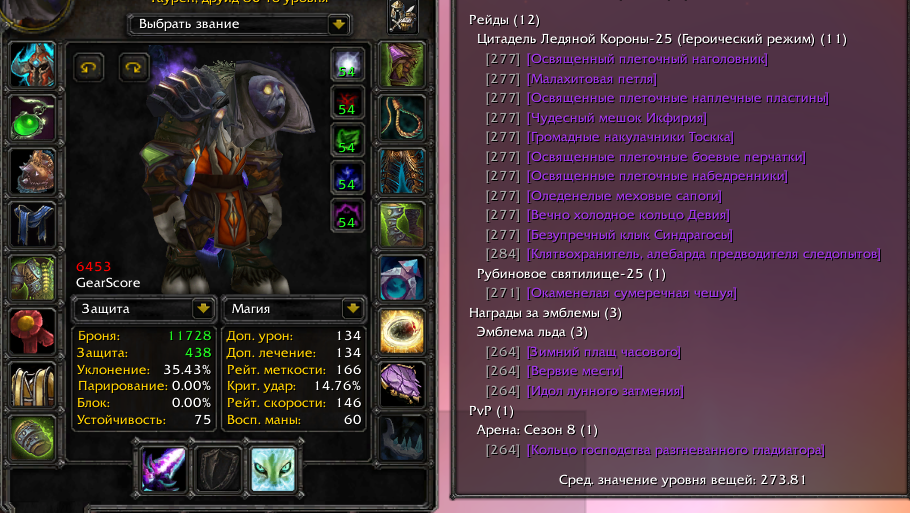 Выбрать звание
54
54
54
54
54
6453
GearScore
Защита
Броня: 11728
Защита: 438
Уклонение: 35.43%
Парирование: 0.00%
Блок: 0.00%
Устойчивость: 75
Магия
Доп. урон: 134
Доп. лечение: 134
Рейт. меткости: 166
Крит. удар: 14.76%
Рейт. скорости: 146
Восп. маны: 60
Рейды (12)
Цитадель Ледяной Короны-25 (Героический режим) (11)
[277] [Освященный плеточный наголовник]
[277] [Малахитовая петля]
[277] [Освященные плеточные наплечные пластины]
[277] [Чудесный мешок Икфирия]
[277] [Громадные накулачники Тоскка]
[277] [Освященные плеточные боевые перчатки]
[277] [Освященные плеточные набедренники]
[277] [Оледенелые меховые сапоги]
[277] [Вечно холодное кольцо Девия]
[277] [Безупречный клык Синдрагосы]
[284] [Клятвохранитель, алебарда предводителя следопытов]
Рубиновое святилище-25 (1)
[271] [Окаменелая сумеречная чешуя]
Награды за эмблемы (3)
Эмблема льда (3)
[264] [Зимний плащ часового]
[264] [Вервие мести]
[264] [Идол лунного затмения]
PvP (1)
Арена: Сезон 8 (1)
[264] [Кольцо господства разгневанного гладиатора]
Сред. значение уровня вещей: 273.81